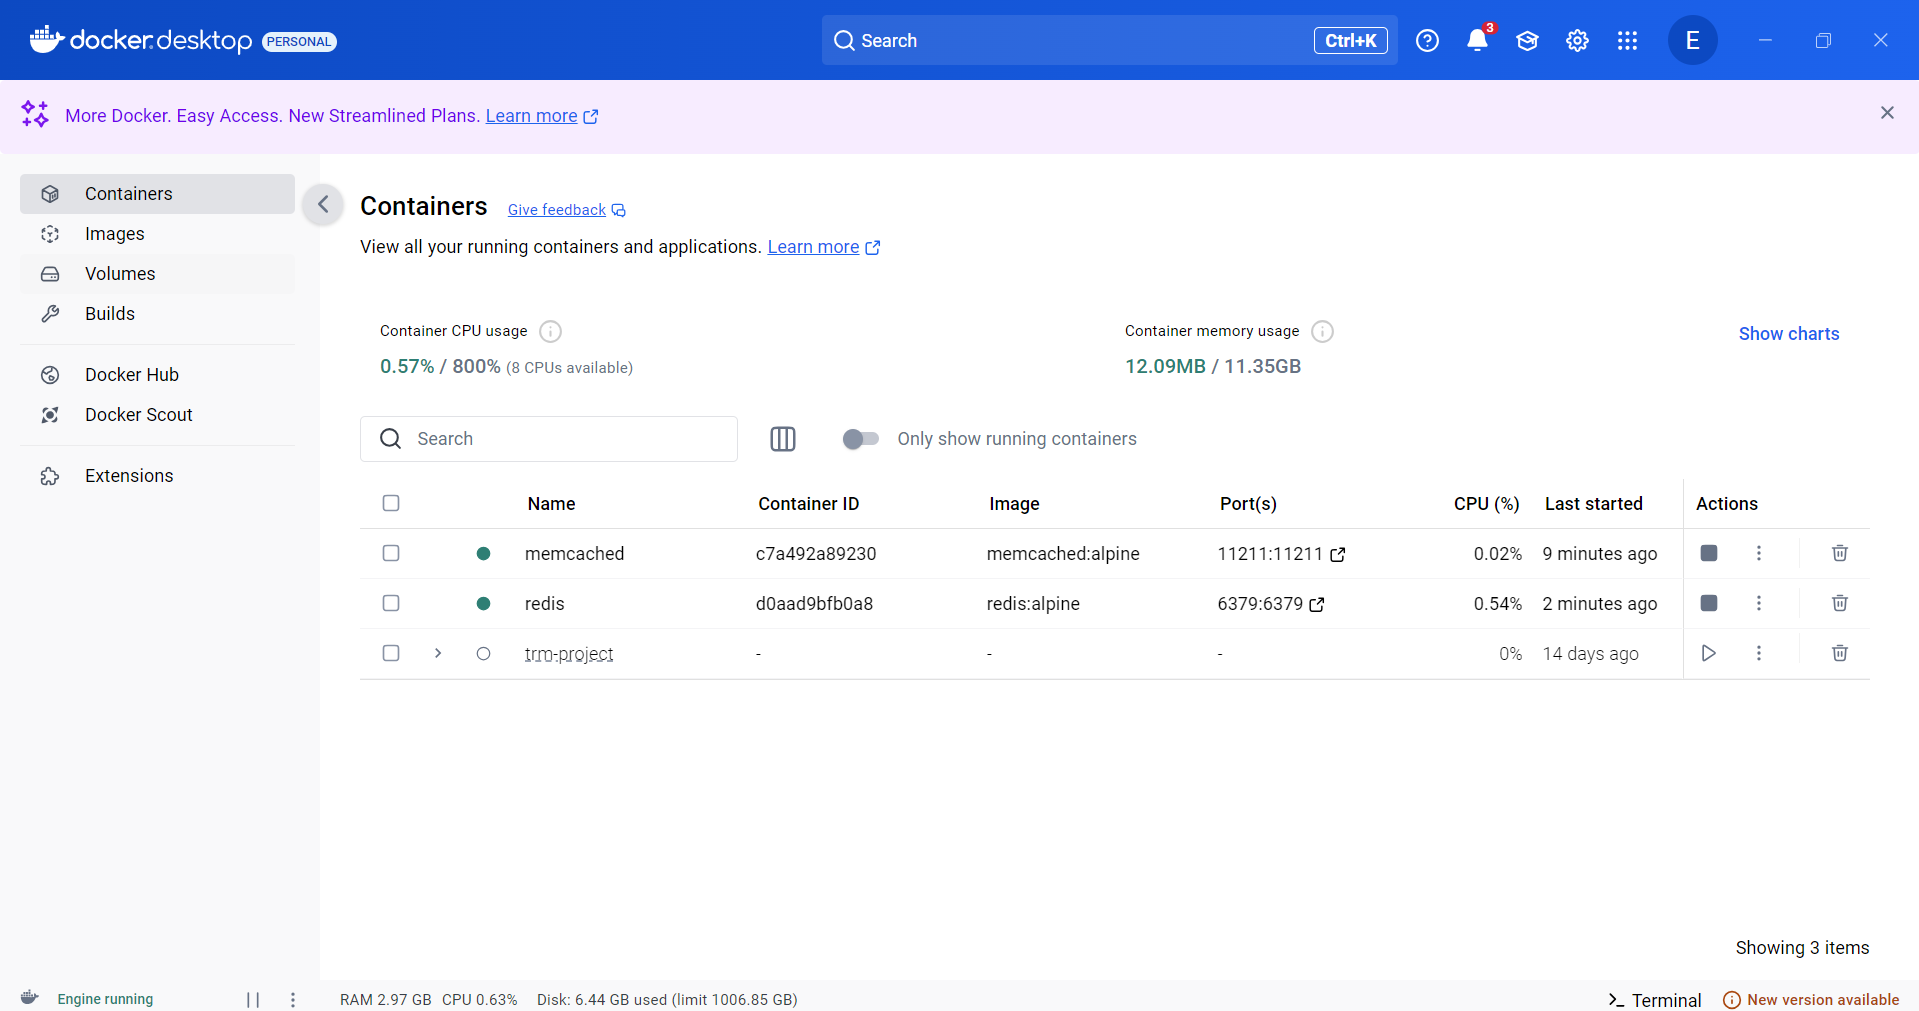 docker.desktop PERSONAL
Search Ctrl+K
3
E
More Docker. Easy Access. New Streamlined Plans. Learn more
Containers
Images
Volumes
Builds
Docker Hub
Docker Scout
Extensions
Containers Give feedback
View all your running containers and applications. Learn more
Container CPU usage
0.57% / 800% (8 CPUs available)
Container memory usage
12.09MB / 11.35GB
Show charts
Search
Only show running containers
Name Container ID Image Port(s) CPU (%) Last started Actions
memcached c7a492a89230 memcached:alpine 11211:11211 0.02% 9 minutes ago
redis d0aad9bfb0a8 redis:alpine 6379:6379 0.54% 2 minutes ago
trm-project - - - 0% 14 days ago
Showing 3 items
Engine running RAM 2.97 GB CPU 0.63% Disk: 6.44 GB used (limit 1006.85 GB) Terminal New version available